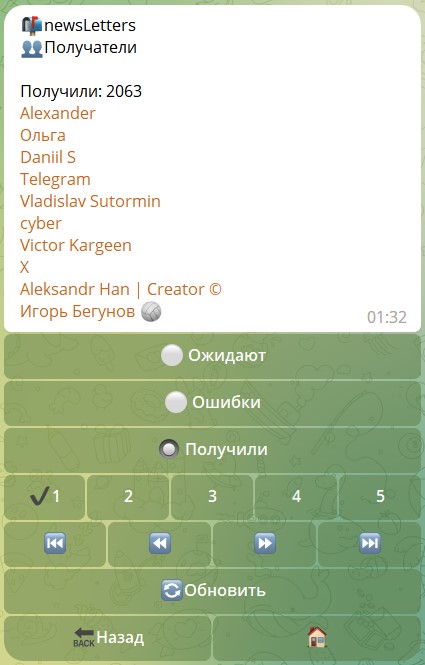 📬newsLetters
👥Получатели
Получили: 2063
Alexander
Ольга
Daniil S
Telegram
Vladislav Sutormin
cyber
Victor Kargeen
X
Aleksandr Han | Creator ©
Игорь Бегунов 🏐
01:32
⚪ Ожидают
⚪ Ошибки
🔘 Получили
✔1 2 3 4 5
⏮ ⏪ ⏩ ⏭
🔄Обновить
🔙Назад 🏠